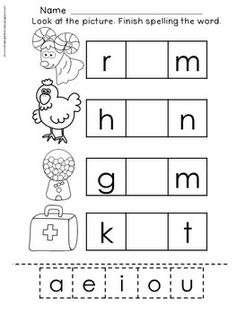 Name
Look at the picture. Finish spelling the word.
r m
h n
g m
k t
a e i o u